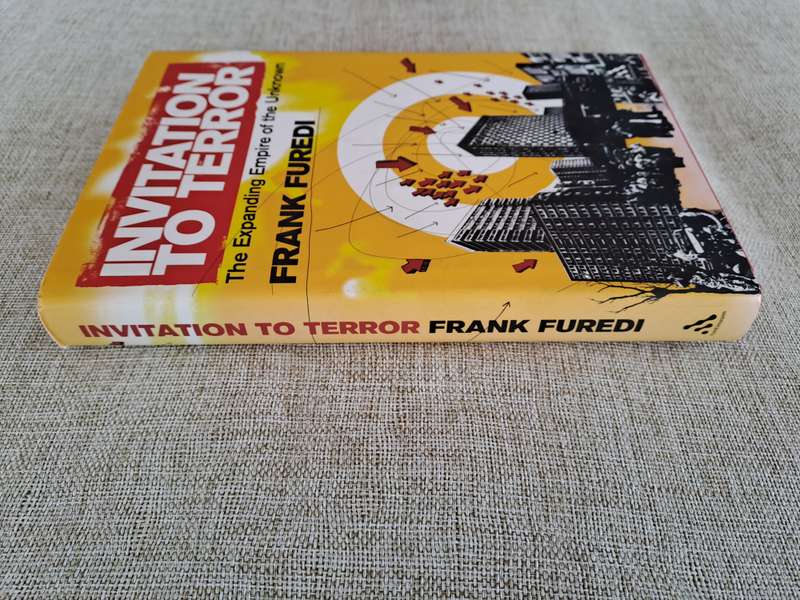 INVITATION
TO TERROR
The Expanding Empire of the Unknown
FRANK FUREDI
INVITATION TO TERROR FRANK FUREDI